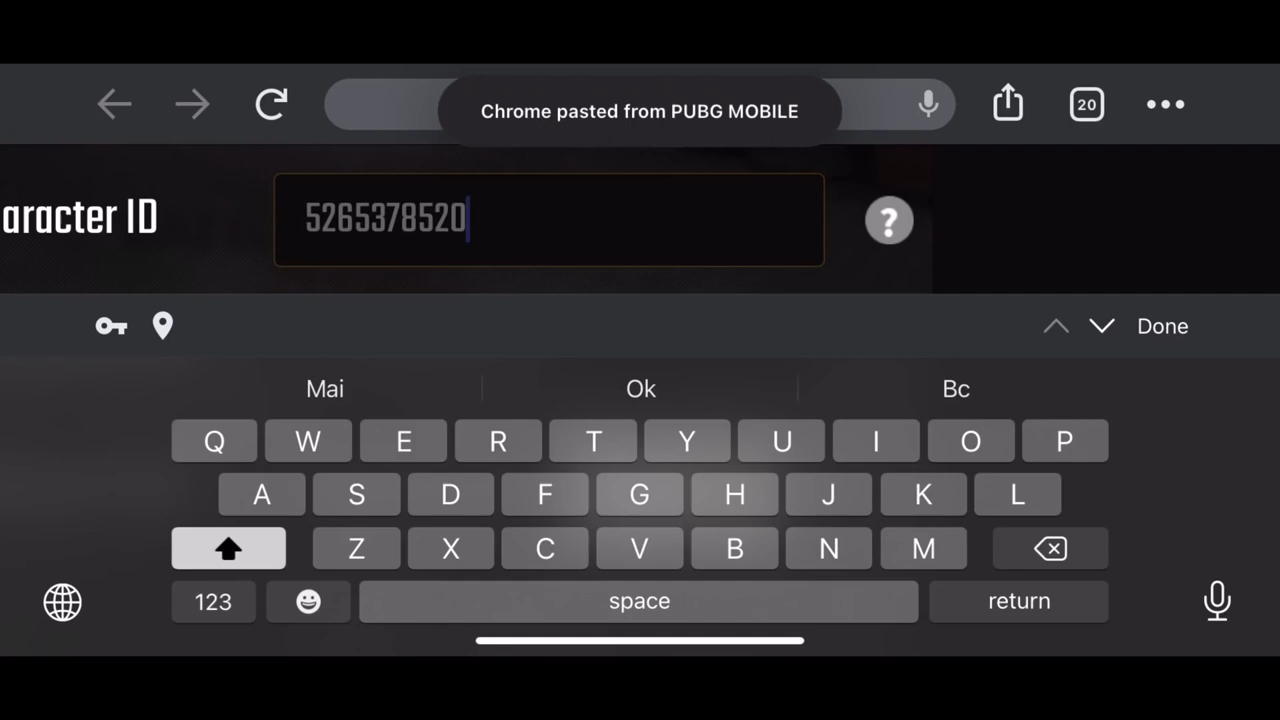 Chrome pasted from PUBG MOBILE
20
aracter ID
5265378520
?
Done
Mai Ok Bc
Q W E R T Y U I O P
A S D F G H J K L
Z X C V B N M
123 space return